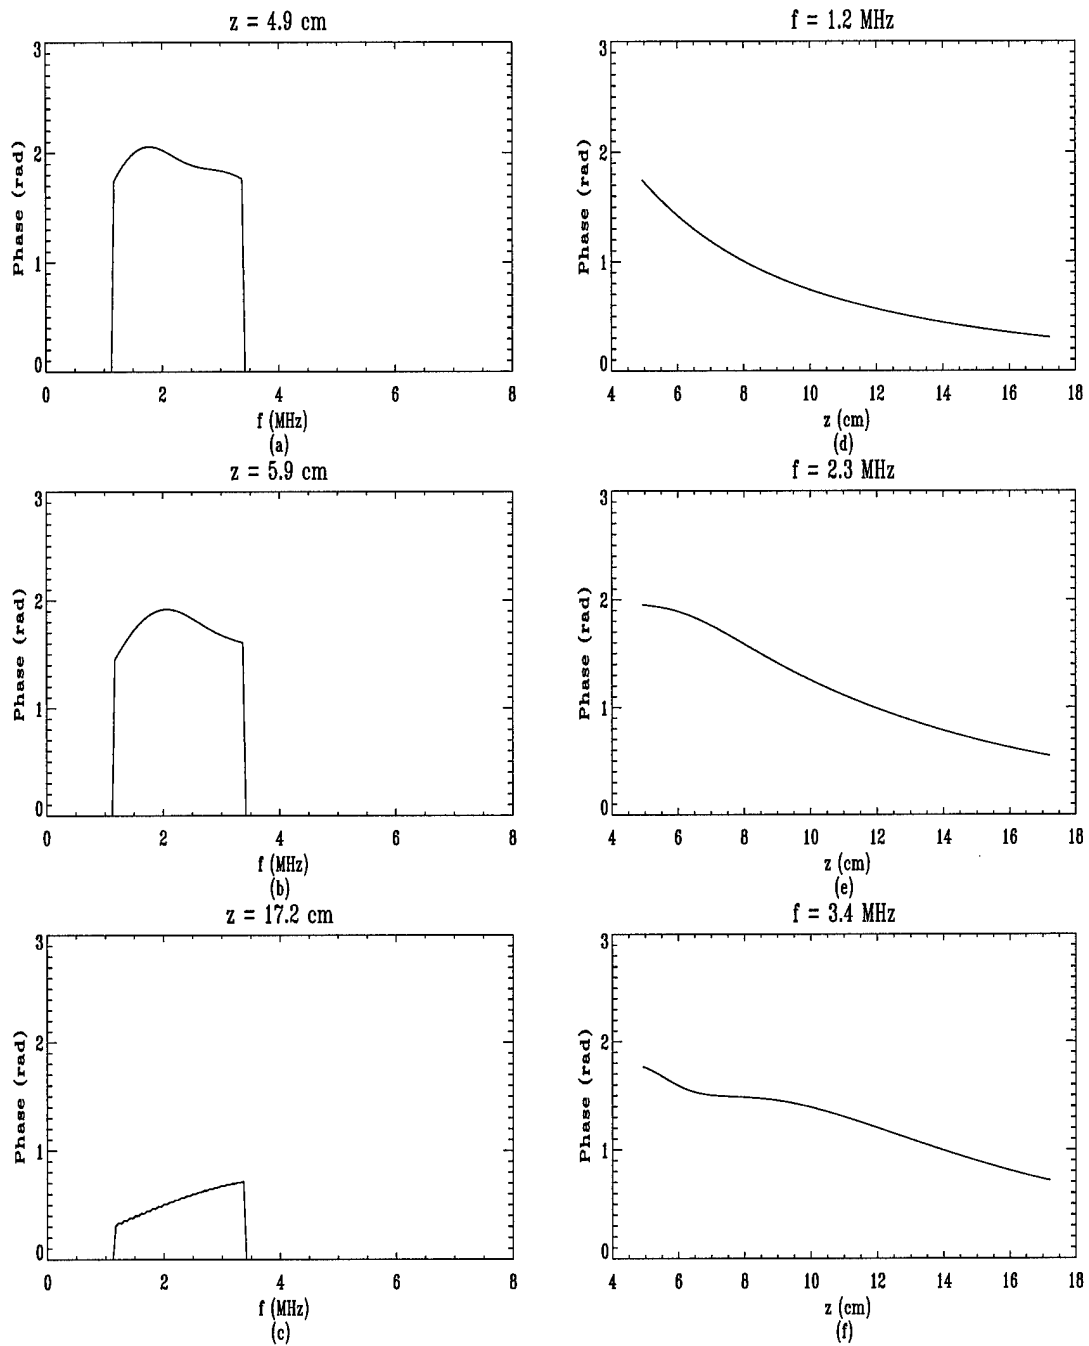 z = 4.9 cm
3
2
1
0
Phase (rad)
0 2 4 6 8
f (MHz)
(a)
z = 5.9 cm
3
2
1
0
Phase (rad)
0 2 4 6 8
f (MHz)
(b)
z = 17.2 cm
3
2
1
0
Phase (rad)
0 2 4 6 8
f (MHz)
(c)
f = 1.2 MHz
3
2
1
0
Phase (rad)
4 6 8 10 12 14 16 18
z (cm)
(d)
f = 2.3 MHz
3
2
1
0
Phase (rad)
4 6 8 10 12 14 16 18
z (cm)
(e)
f = 3.4 MHz
3
2
1
0
Phase (rad)
4 6 8 10 12 14 16 18
z (cm)
(f)